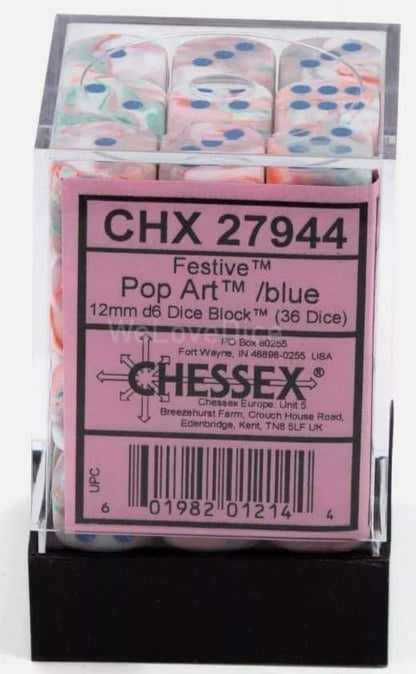 CHX 27944
Festive™
Pop Art™ /blue
12mm d6 Dice Block™ (36 Dice)
WeLoveDice
PO Box 80255
Fort Wayne, IN 46898-0255 USA
CHESSEX®
Chessex Europe: Unit 5
Breezehurst Farm, Crouch House Road,
Edenbridge, Kent, TN8 5LF UK
UPC
6 01982 01214 4